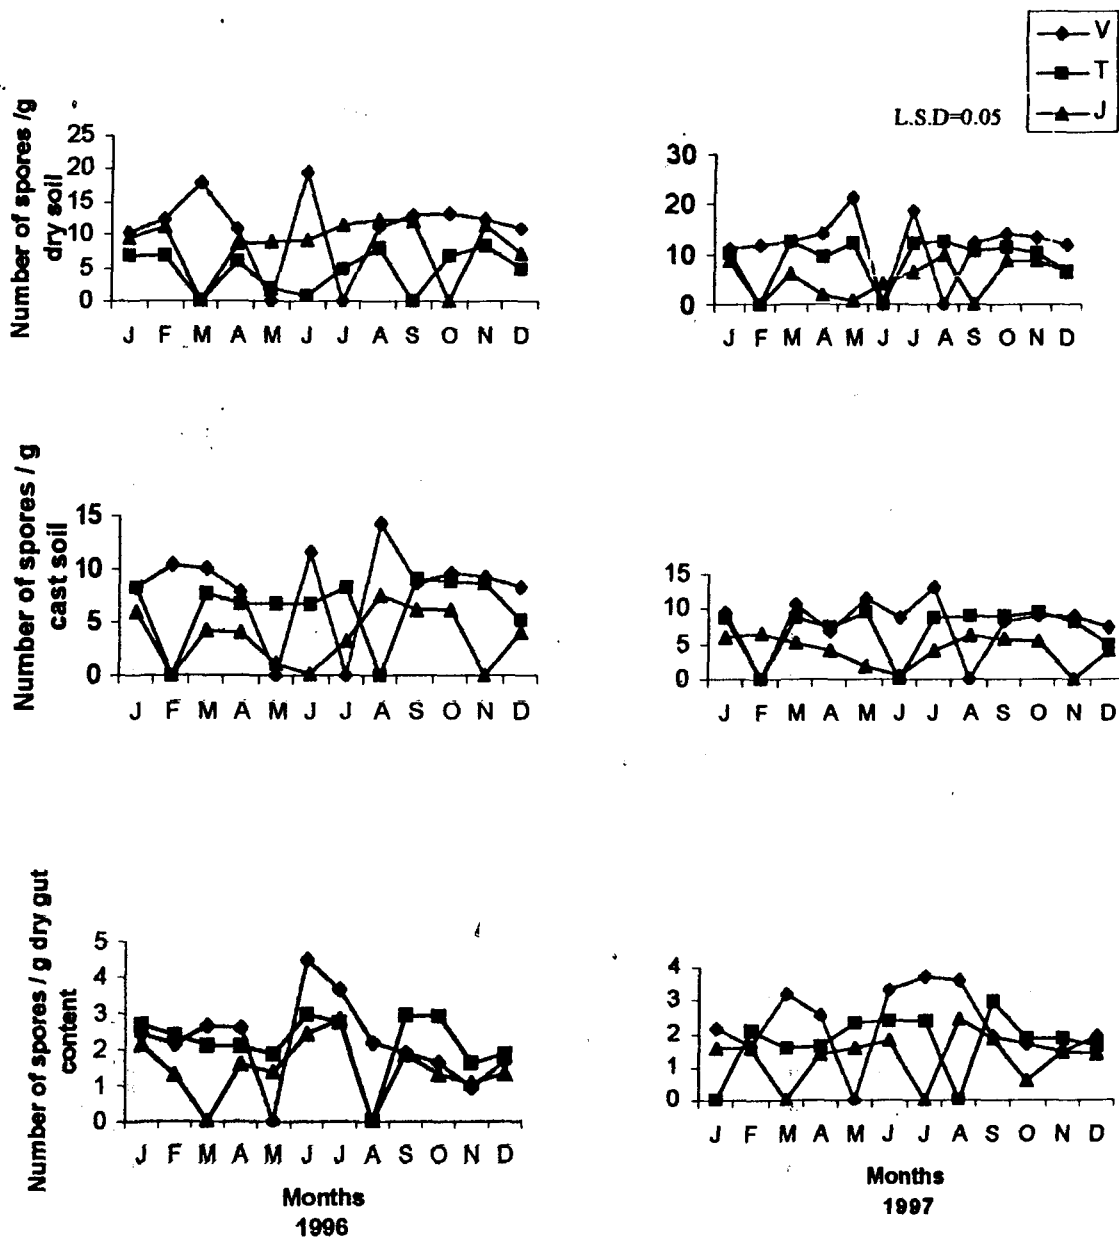 V
T
J
L.S.D=0.05
Number of spores /g
dry soil
25
20
15
10
5
0
J F M A M J J A S O N D
30
20
10
0
J F M A M J J A S O N D
Number of spores / g
cast soil
15
10
5
0
J F M A M J J A S O N D
15
10
5
0
J F M A M J J A S O N D
Number of spores / g dry gut
content
5
4
3
2
1
0
J F M A M J J A S O N D
Months
1996
4
3
2
1
0
J F M A M J J A S O N D
Months
1997